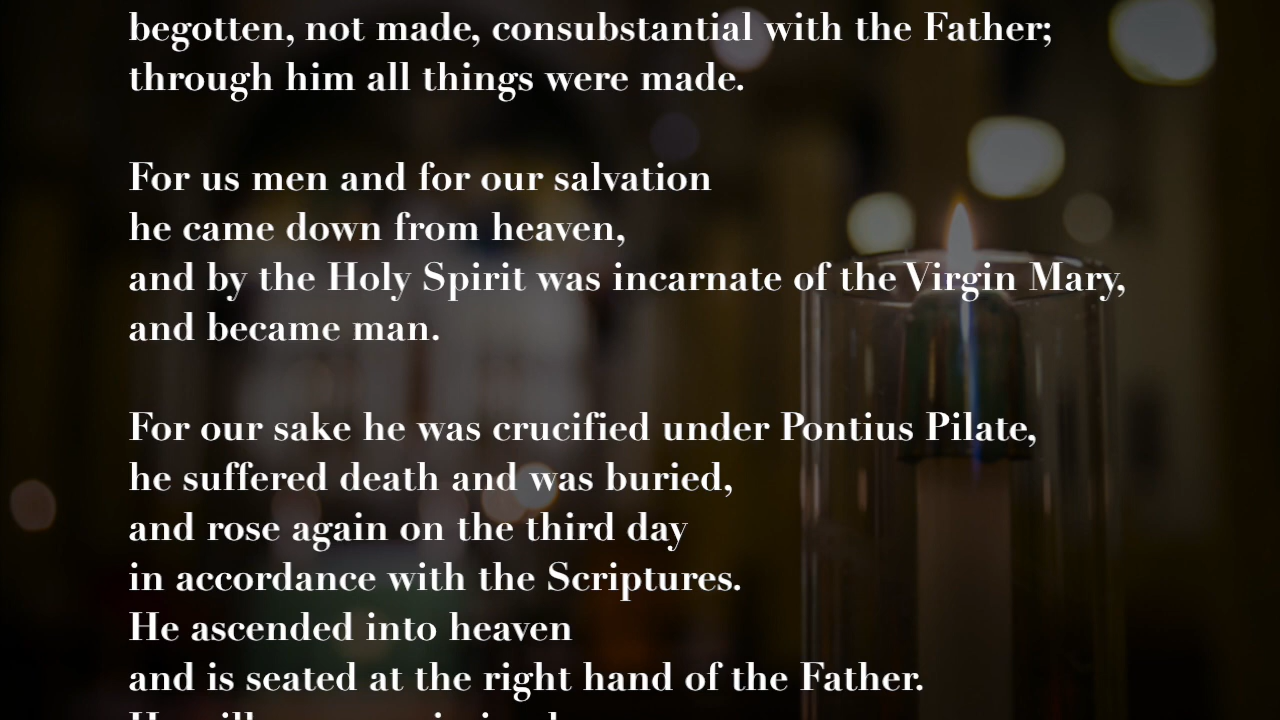 begotten, not made, consubstantial with the Father;
through him all things were made.
For us men and for our salvation
he came down from heaven,
and by the Holy Spirit was incarnate of the Virgin Mary,
and became man.
For our sake he was crucified under Pontius Pilate,
he suffered death and was buried,
and rose again on the third day
in accordance with the Scriptures.
He ascended into heaven
and is seated at the right hand of the Father.